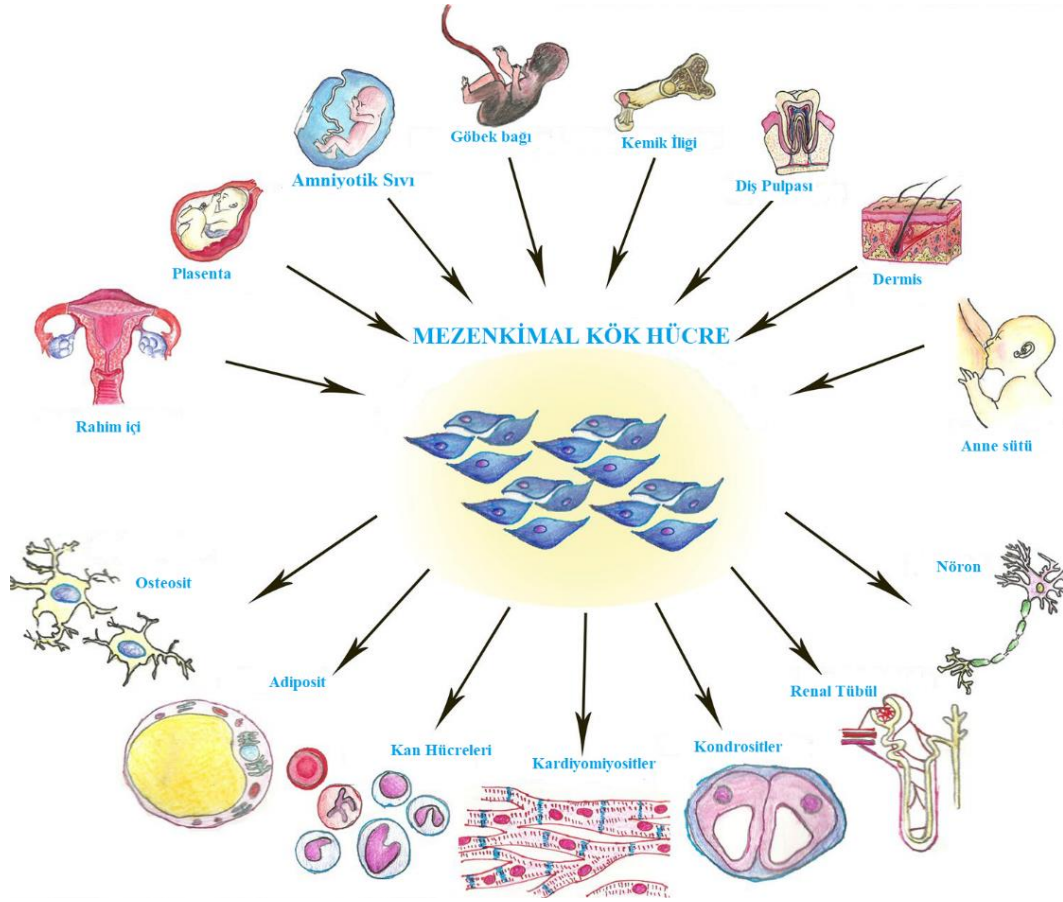 Göbek bağı
Kemik İligi
Amniyotik Sıvı
Diş Pulpası
Plasenta
Dermis
MEZENKİMAL KÖK HÜCRE
Rahim içi
Anne sütü
Osteosit
Nöron
Adiposit
Renal Tübül
Kan Hücreleri
Kardiyomiyositler
Kondrositler